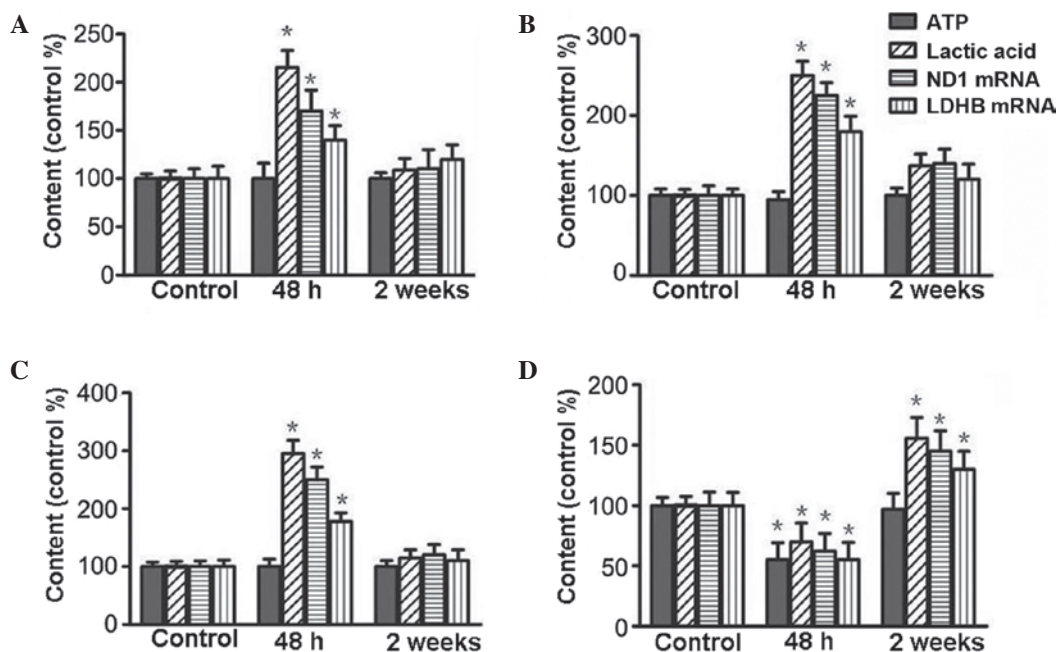 A
Content (control %)
250
200
150
100
50
0
*
*
*
Control
48 h
2 weeks
B
Content (control %)
300
200
100
0
*
*
*
Control
48 h
2 weeks
ATP
Lactic acid
ND1 mRNA
LDHB mRNA
C
Content (control %)
400
300
200
100
0
*
*
*
Control
48 h
2 weeks
D
Content (control %)
200
150
100
50
0
*
*
*
*
*
*
*
Control
48 h
2 weeks